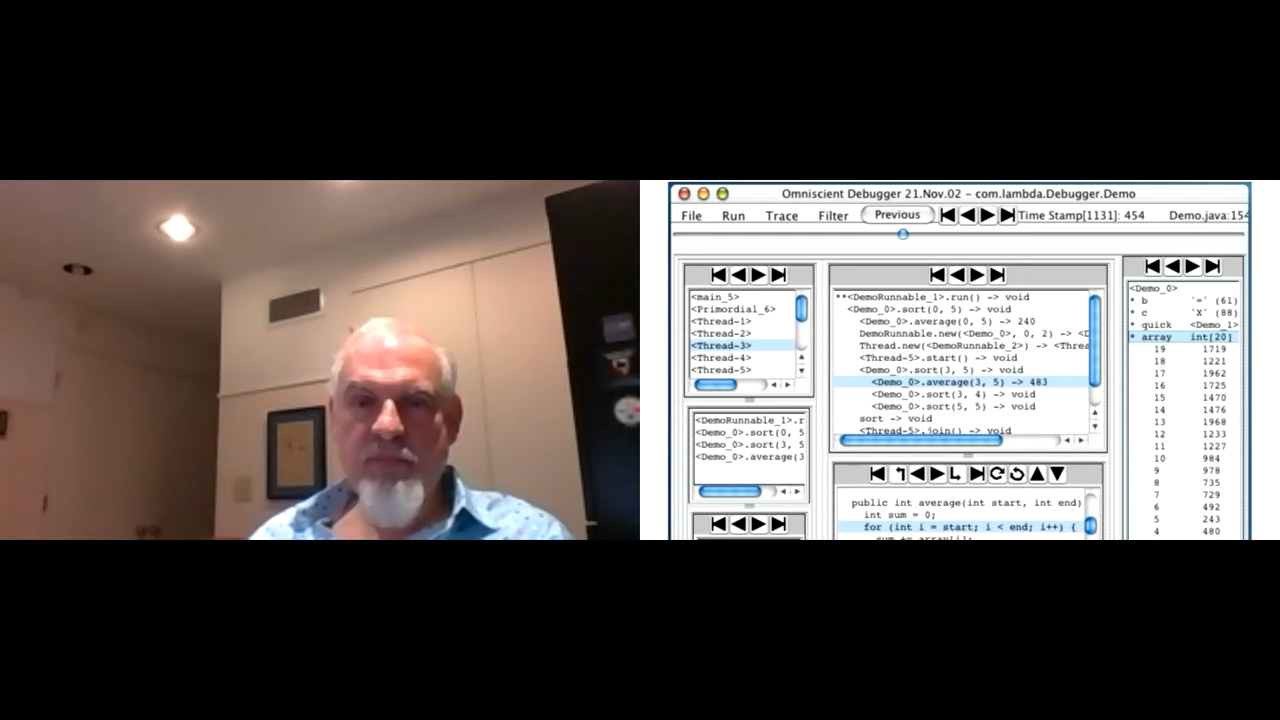 Omniscient Debugger 21.Nov.02 – com.lambda.Debugger.Demo
File Run Trace Filter Previous Time Stamp[1131]: 454 Demo.java:154
<main_5>
<Primordial_6>
<Thread-1>
<Thread-2>
<Thread-3>
<Thread-4>
<Thread-5>
<DemoRunnable_1>.r
<Demo_0>.sort(0, 5
<Demo_0>.sort(3, 5
<Demo_0>.average(3
**<DemoRunnable_1>.run() -> void
<Demo_0>.sort(0, 5) -> void
<Demo_0>.average(0, 5) -> 240
DemoRunnable.new(<Demo_0>, 0, 2) -> <D
Thread.new(<DemoRunnable_2>) -> <Threa
<Thread-5>.start() -> void
<Demo_0>.sort(3, 5) -> void
<Demo_0>.average(3, 5) -> 483
<Demo_0>.sort(3, 4) -> void
<Demo_0>.sort(5, 5) -> void
sort -> void
<Thread-5>.join() -> void
public int average(int start, int end)
int sum = 0;
for (int i = start; i < end; i++) {
sum += array[i];
<Demo_0>
* b '=' (61)
* c 'X' (88)
* quick <Demo_1>
* array int[20]
19 1719
18 1221
17 1962
16 1725
15 1470
14 1476
13 1968
12 1233
11 1227
10 984
9 978
8 735
7 729
6 492
5 243
4 480